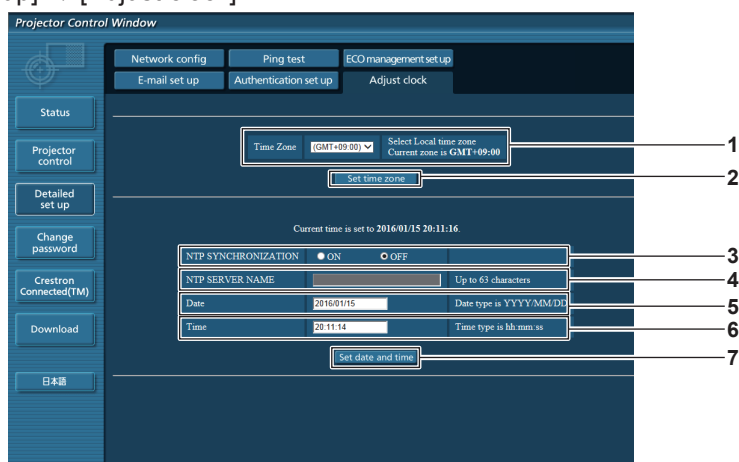 Projector Control Window
Network config
Ping test
ECO management set up
E-mail set up
Authentication set up
Adjust clock
Status
Projector
control
Detailed
set up
Change
password
Crestron
Connected(TM)
Download
日本語
Time Zone
(GMT+09:00)
Select Local time zone
Current zone is GMT+09:00
1
Set time zone
2
Current time is set to 2016/01/15 20:11:16.
NTP SYNCHRONIZATION
ON
OFF
3
NTP SERVER NAME
Up to 63 characters
4
Date
2016/01/15
Date type is YYYY/MM/DD
5
Time
20:11:14
Time type is hh:mm:ss
6
Set date and time
7